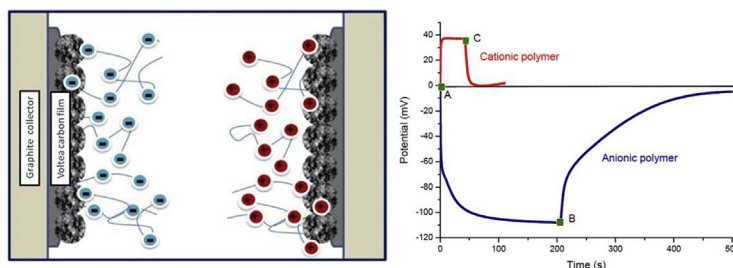 Graphite collector
Voltea carbon film
Potential (mV)
40
20
0
-20
-40
-60
-80
-100
-120
C
Cationic polymer
A
Anionic polymer
B
0
100
200
300
400
500
Time (s)